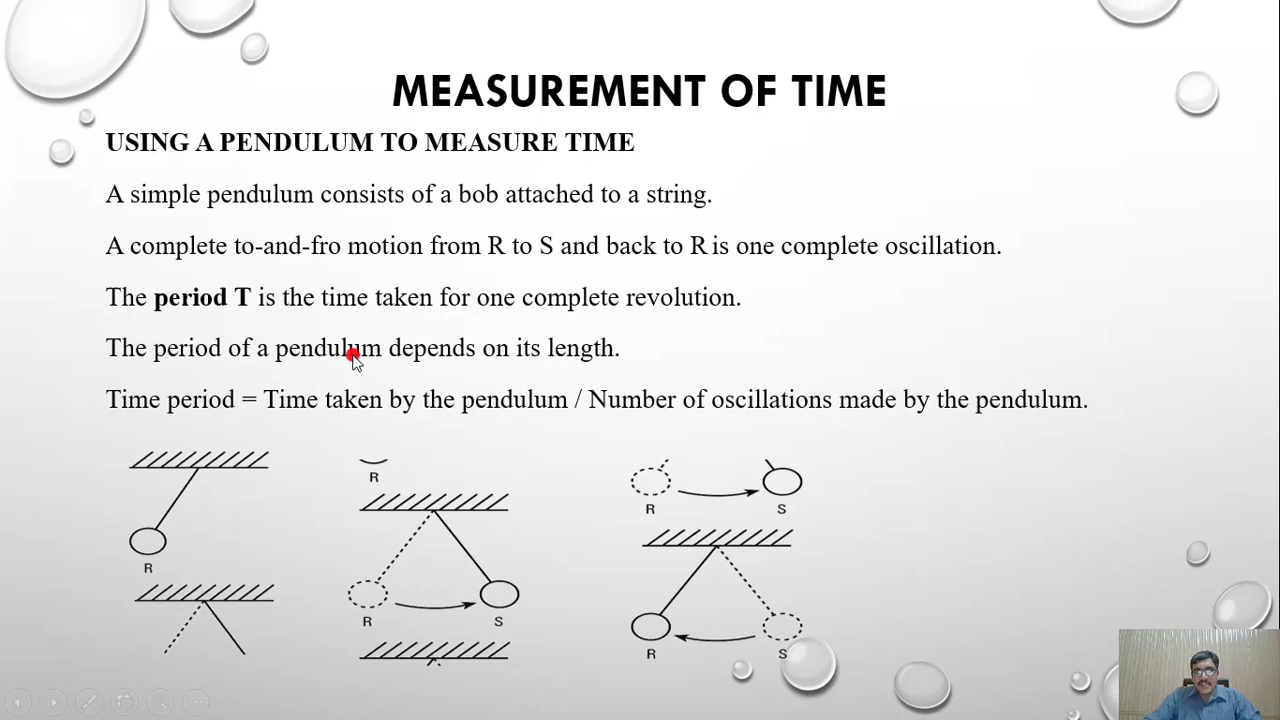 MEASUREMENT OF TIME
USING A PENDULUM TO MEASURE TIME
A simple pendulum consists of a bob attached to a string.
A complete to-and-fro motion from R to S and back to R is one complete oscillation.
The period T is the time taken for one complete revolution.
The period of a pendulum depends on its length.
Time period = Time taken by the pendulum / Number of oscillations made by the pendulum.
R
R
R S
R S
R S